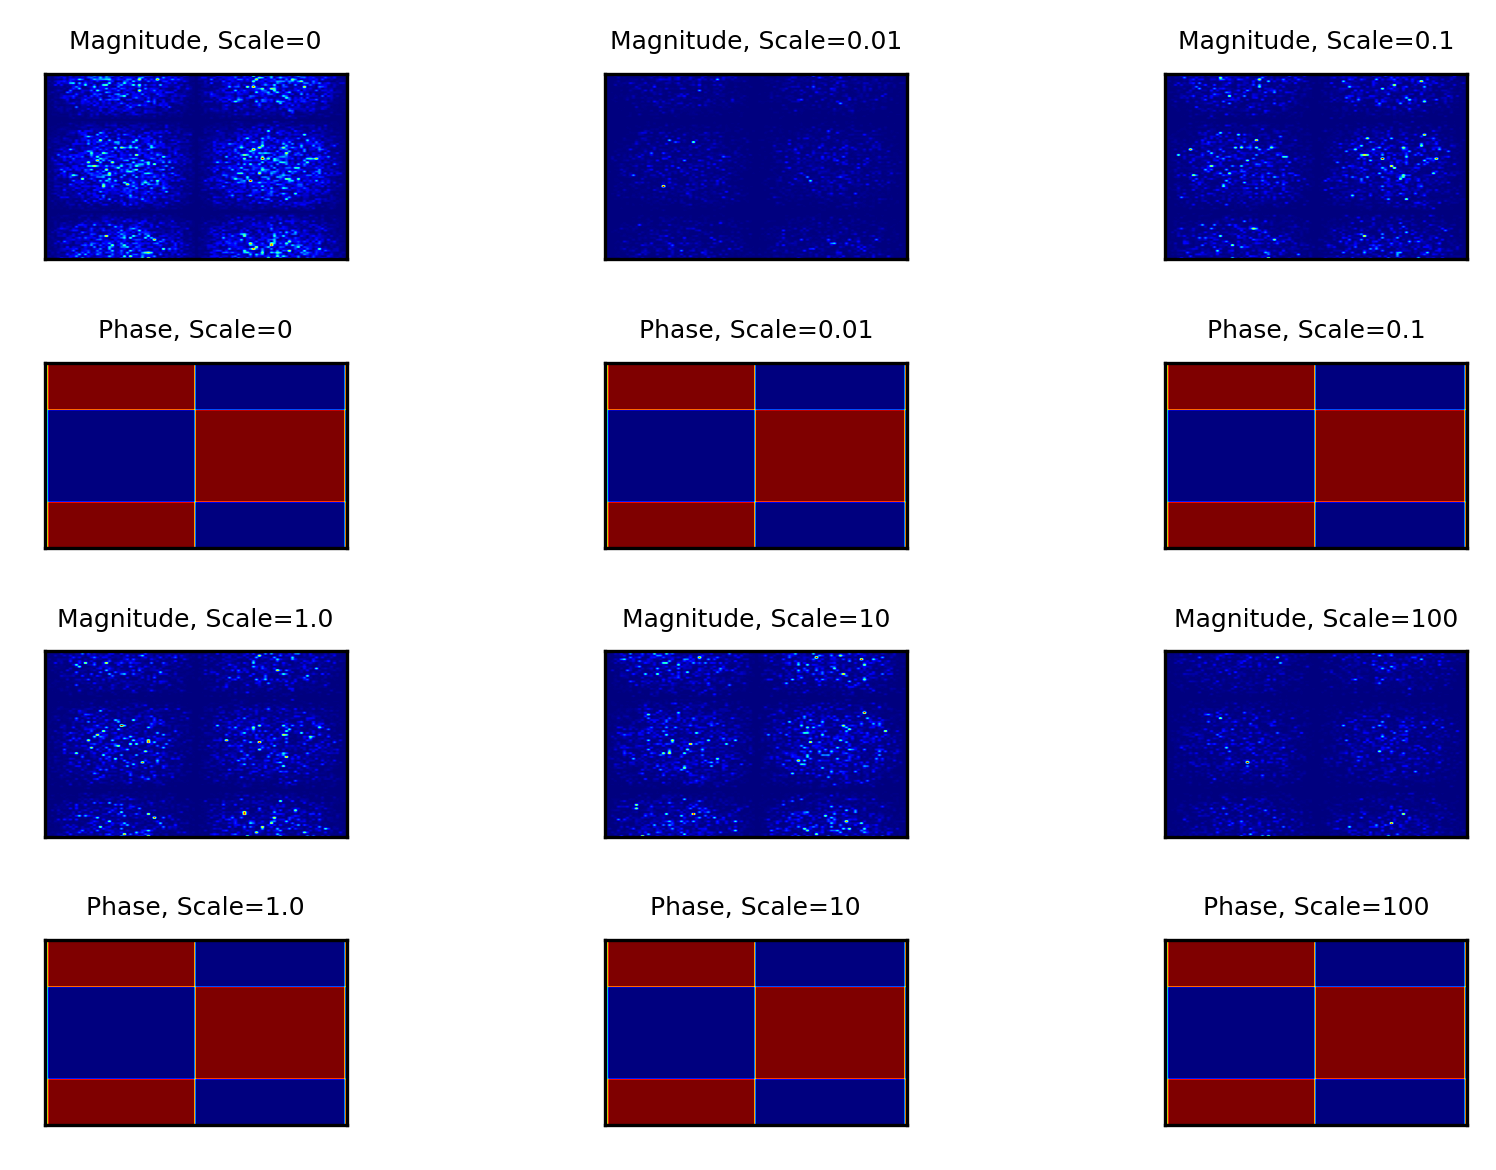 Magnitude, Scale=0
Magnitude, Scale=0.01
Magnitude, Scale=0.1
Phase, Scale=0
Phase, Scale=0.01
Phase, Scale=0.1
Magnitude, Scale=1.0
Magnitude, Scale=10
Magnitude, Scale=100
Phase, Scale=1.0
Phase, Scale=10
Phase, Scale=100